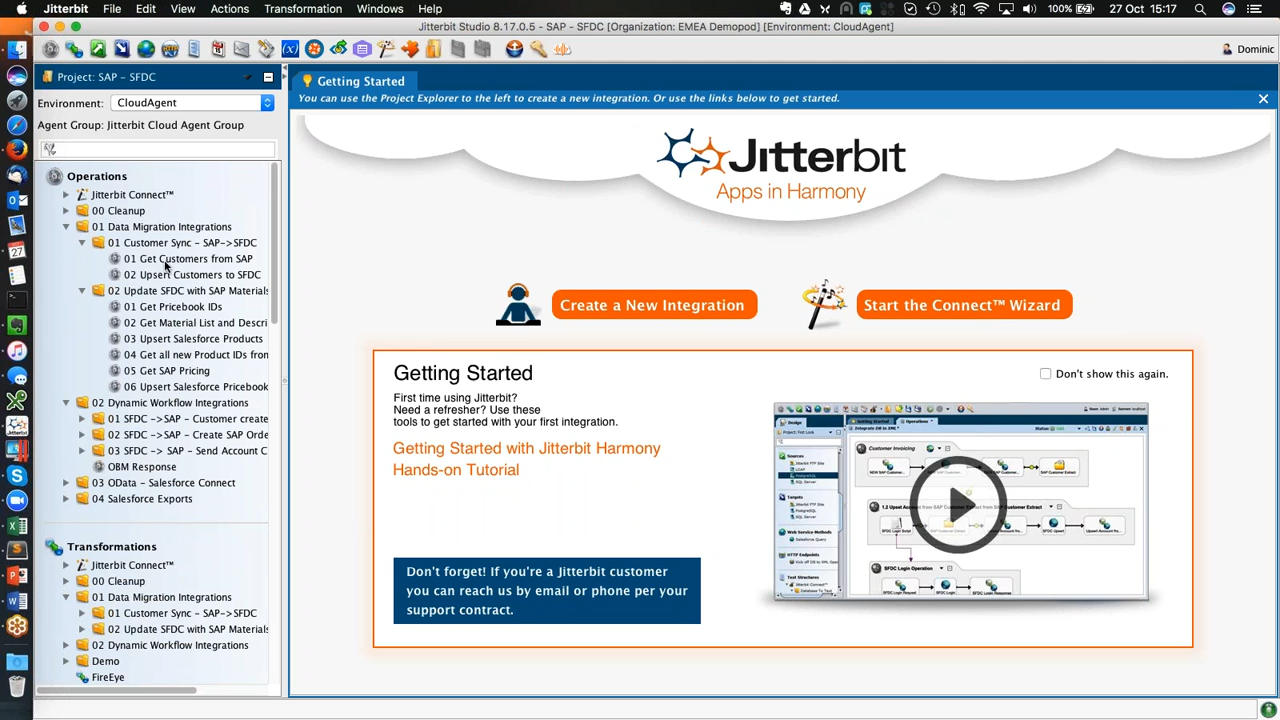 Jitterbit File Edit View Actions Transformation Windows Help 100% 27 Oct 15:17
Jitterbit Studio 8.17.0.5 - SAP - SFDC [Organization: EMEA Demopod] [Environment: CloudAgent]
Dominic
Project: SAP - SFDC
Environment: CloudAgent
Agent Group: Jitterbit Cloud Agent Group
Operations
Jitterbit Connect™
00 Cleanup
01 Data Migration Integrations
01 Customer Sync - SAP->SFDC
01 Get Customers from SAP
02 Upsert Customers to SFDC
02 Update SFDC with SAP Materials
01 Get Pricebook IDs
02 Get Material List and Descri
03 Upsert Salesforce Products
04 Get all new Product IDs from
05 Get SAP Pricing
06 Upsert Salesforce Pricebook
02 Dynamic Workflow Integrations
01 SFDC ->SAP - Customer create
02 SFDC ->SAP - Create SAP Orde
03 SFDC -> SAP - Send Account C
OBM Response
03 OData - Salesforce Connect
04 Salesforce Exports
Transformations
Jitterbit Connect™
00 Cleanup
01 Data Migration Integrations
01 Customer Sync - SAP->SFDC
02 Update SFDC with SAP Materials
02 Dynamic Workflow Integrations
Demo
FireEye
Getting Started
You can use the Project Explorer to the left to create a new integration. Or use the links below to get started.
Jitterbit
Apps in Harmony
Create a New Integration
Start the Connect™ Wizard
Getting Started
Don't show this again.
First time using Jitterbit?
Need a refresher? Use these
tools to get started with your first integration.
Getting Started with Jitterbit Harmony
Hands-on Tutorial
Don't forget! If you're a Jitterbit customer
you can reach us by email or phone per your
support contract.
Customer Invoicing
SFDC Login Operation